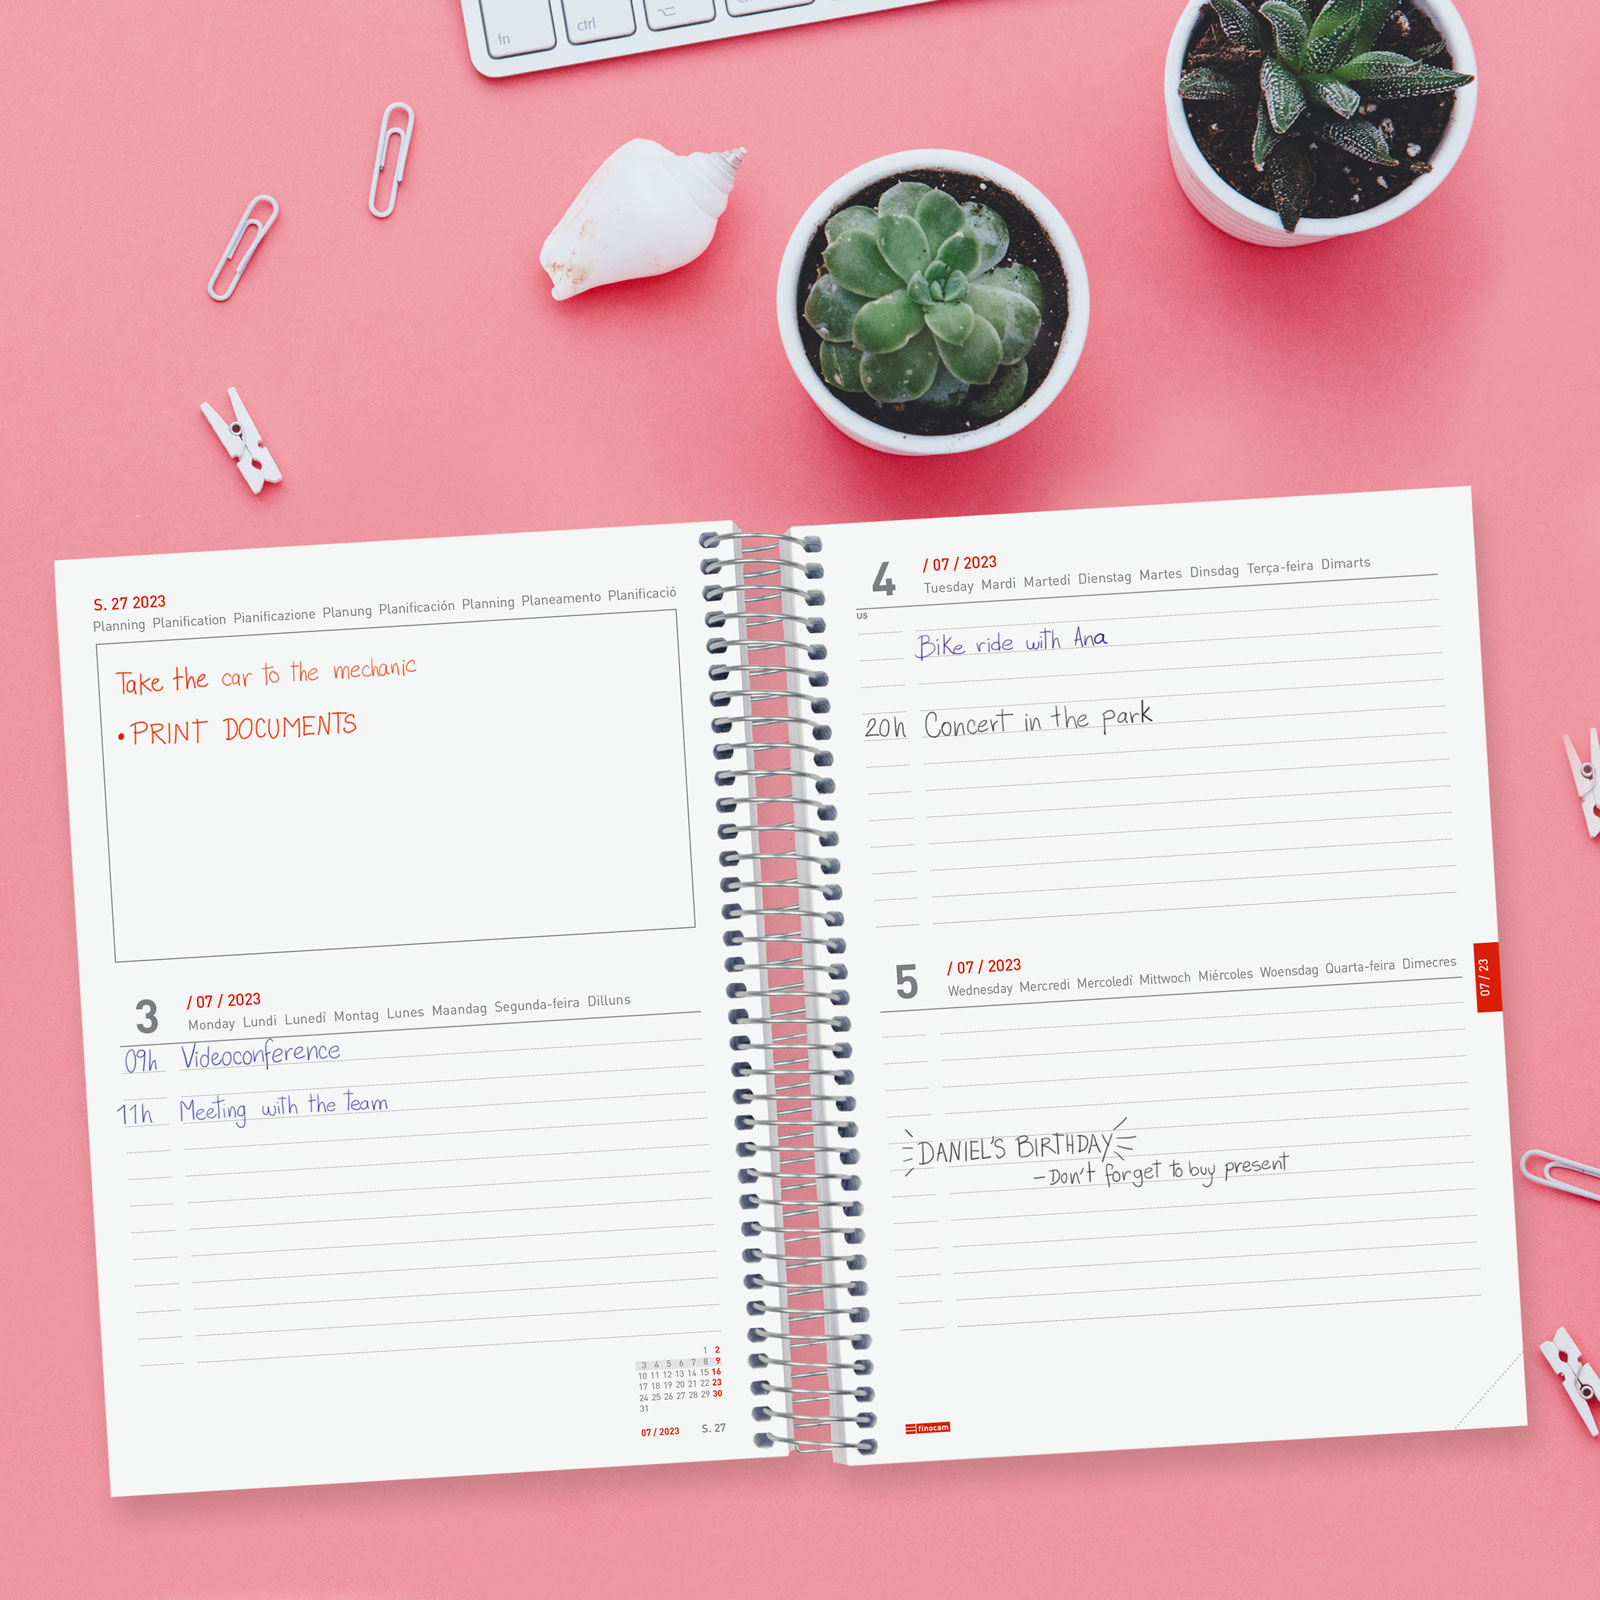 fn
ctrl
S. 27 2023
Planning Planification Pianificazione Planung Planificación Planning Planeamento Planificació
Take the car to the mechanic
• PRINT DOCUMENTS
3 / 07 / 2023
Monday Lundi Lunedì Montag Lunes Maandag Segunda-feira Dilluns
09h Videoconference
11h Meeting with the team
1 2
3 4 5 6 7 8 9
10 11 12 13 14 15 16
17 18 19 20 21 22 23
24 25 26 27 28 29 30
31
07 / 2023 S. 27
4 / 07 / 2023
Tuesday Mardi Martedì Dienstag Martes Dinsdag Terça-feira Dimarts
US
Bike ride with Ana
20h Concert in the park
5 / 07 / 2023
Wednesday Mercredi Mercoledì Mittwoch Miércoles Woensdag Quarta-feira Dimecres
07 / 23
DANIEL'S BIRTHDAY
- Don't forget to buy present
finocam